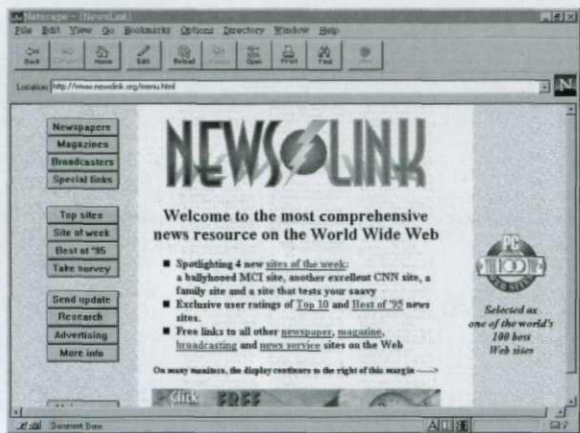 Netscape - [NewsLink]
File Edit View Go Bookmarks Options Directory Window Help
Back Home Edit Reload Open Print Find
Location: http://www.newslink.org/menu.html
N
Newspapers
Magazines
Broadcasters
Special links
Top sites
Site of week
Best of '95
Take survey
Send update
Research
Advertising
More info
NEWSLINK
Welcome to the most comprehensive
news resource on the World Wide Web
Spotlighting 4 new sites of the week:
a ballyhooed MCI site, another excellent CNN site, a
family site and a site that tests your saavy
Exclusive user ratings of Top 10 and Best of '95 news
sites.
Free links to all other newspaper, magazine,
broadcasting and news service sites on the Web
On many monitors, the display continues to the right of this margin ----->
Click FREE
PC
100
WEB SITES
Selected as
one of the world's
100 best
Web sites
Document Done